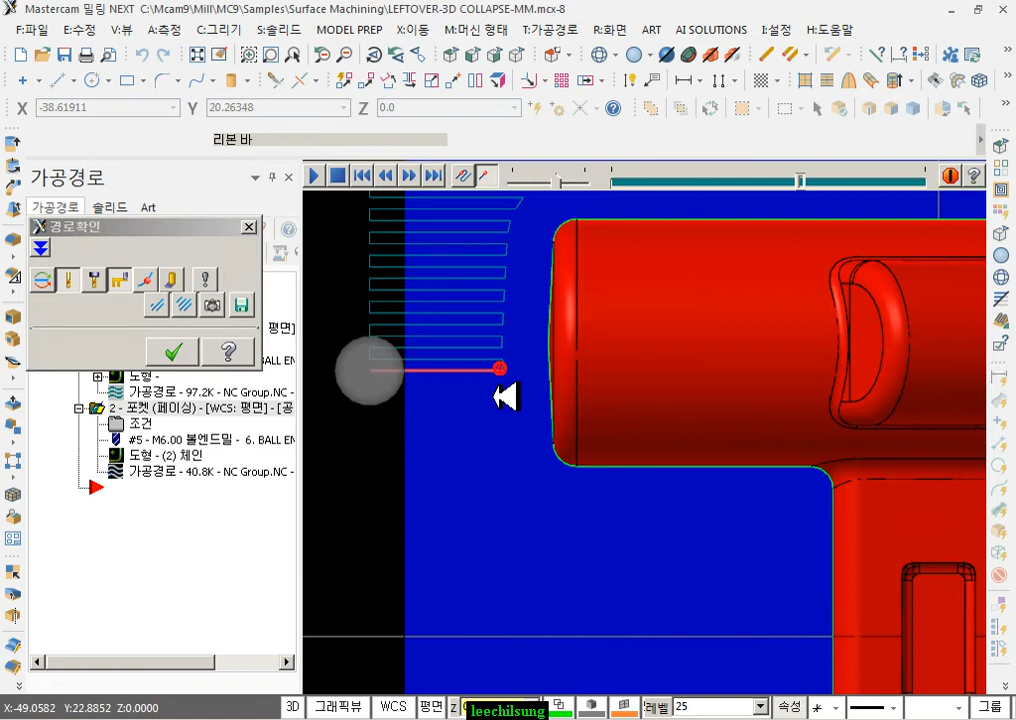 Mastercam 밀링 NEXT C:\Mcam9\Mill\MC9\Samples\Surface Machining\LEFTOVER-3D COLLAPSE-MM.mcx-8
F:파일 E:수정 V:뷰 A:측정 C:그리기 S:솔리드 MODEL PREP X:이동 M:머신 형태 T:가공경로 R:화면 ART AI SOLUTIONS I:설정 H:도움말
X -38.61911 Y 20.26348 Z 0.0
리본 바
가공경로
가공경로 솔리드 Art
경로확인
평면]
BALL EN
도형 -
가공경로 - 97.2K - NC Group.NC -
2 - 포켓 (페이싱) - [WCS: 평면] - [공
조건
#5 - M6.00 볼엔드밀 - 6. BALL EN
도형 - (2) 체인
가공경로 - 40.8K - NC Group.NC -
X:-49.0582 Y:22.8852 Z:0.0000 3D 그래픽뷰 WCS 평면 Z 레벨 25 속성 그룹
leechilsung